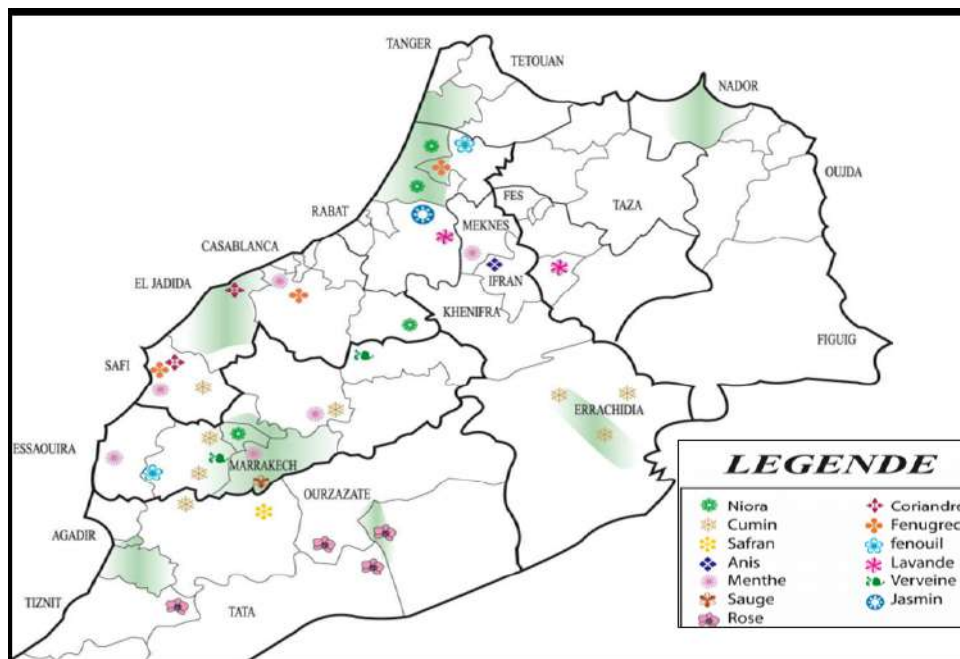 TANGER
TETOUAN
NADOR
OUJDA
FES
TAZA
RABAT
MEKNES
CASABLANCA
IFRAN
EL JADIDA
KHENIFRA
FIGUIG
SAFI
ERRACHIDIA
ESSAOUIRA
MARRAKECH
OURZAZATE
AGADIR
TIZNIT
TATA
LEGENDE
Niora
Cumin
Safran
Anis
Menthe
Sauge
Rose
Coriandre
Fenugrec
fenouil
Lavande
Verveine
Jasmin